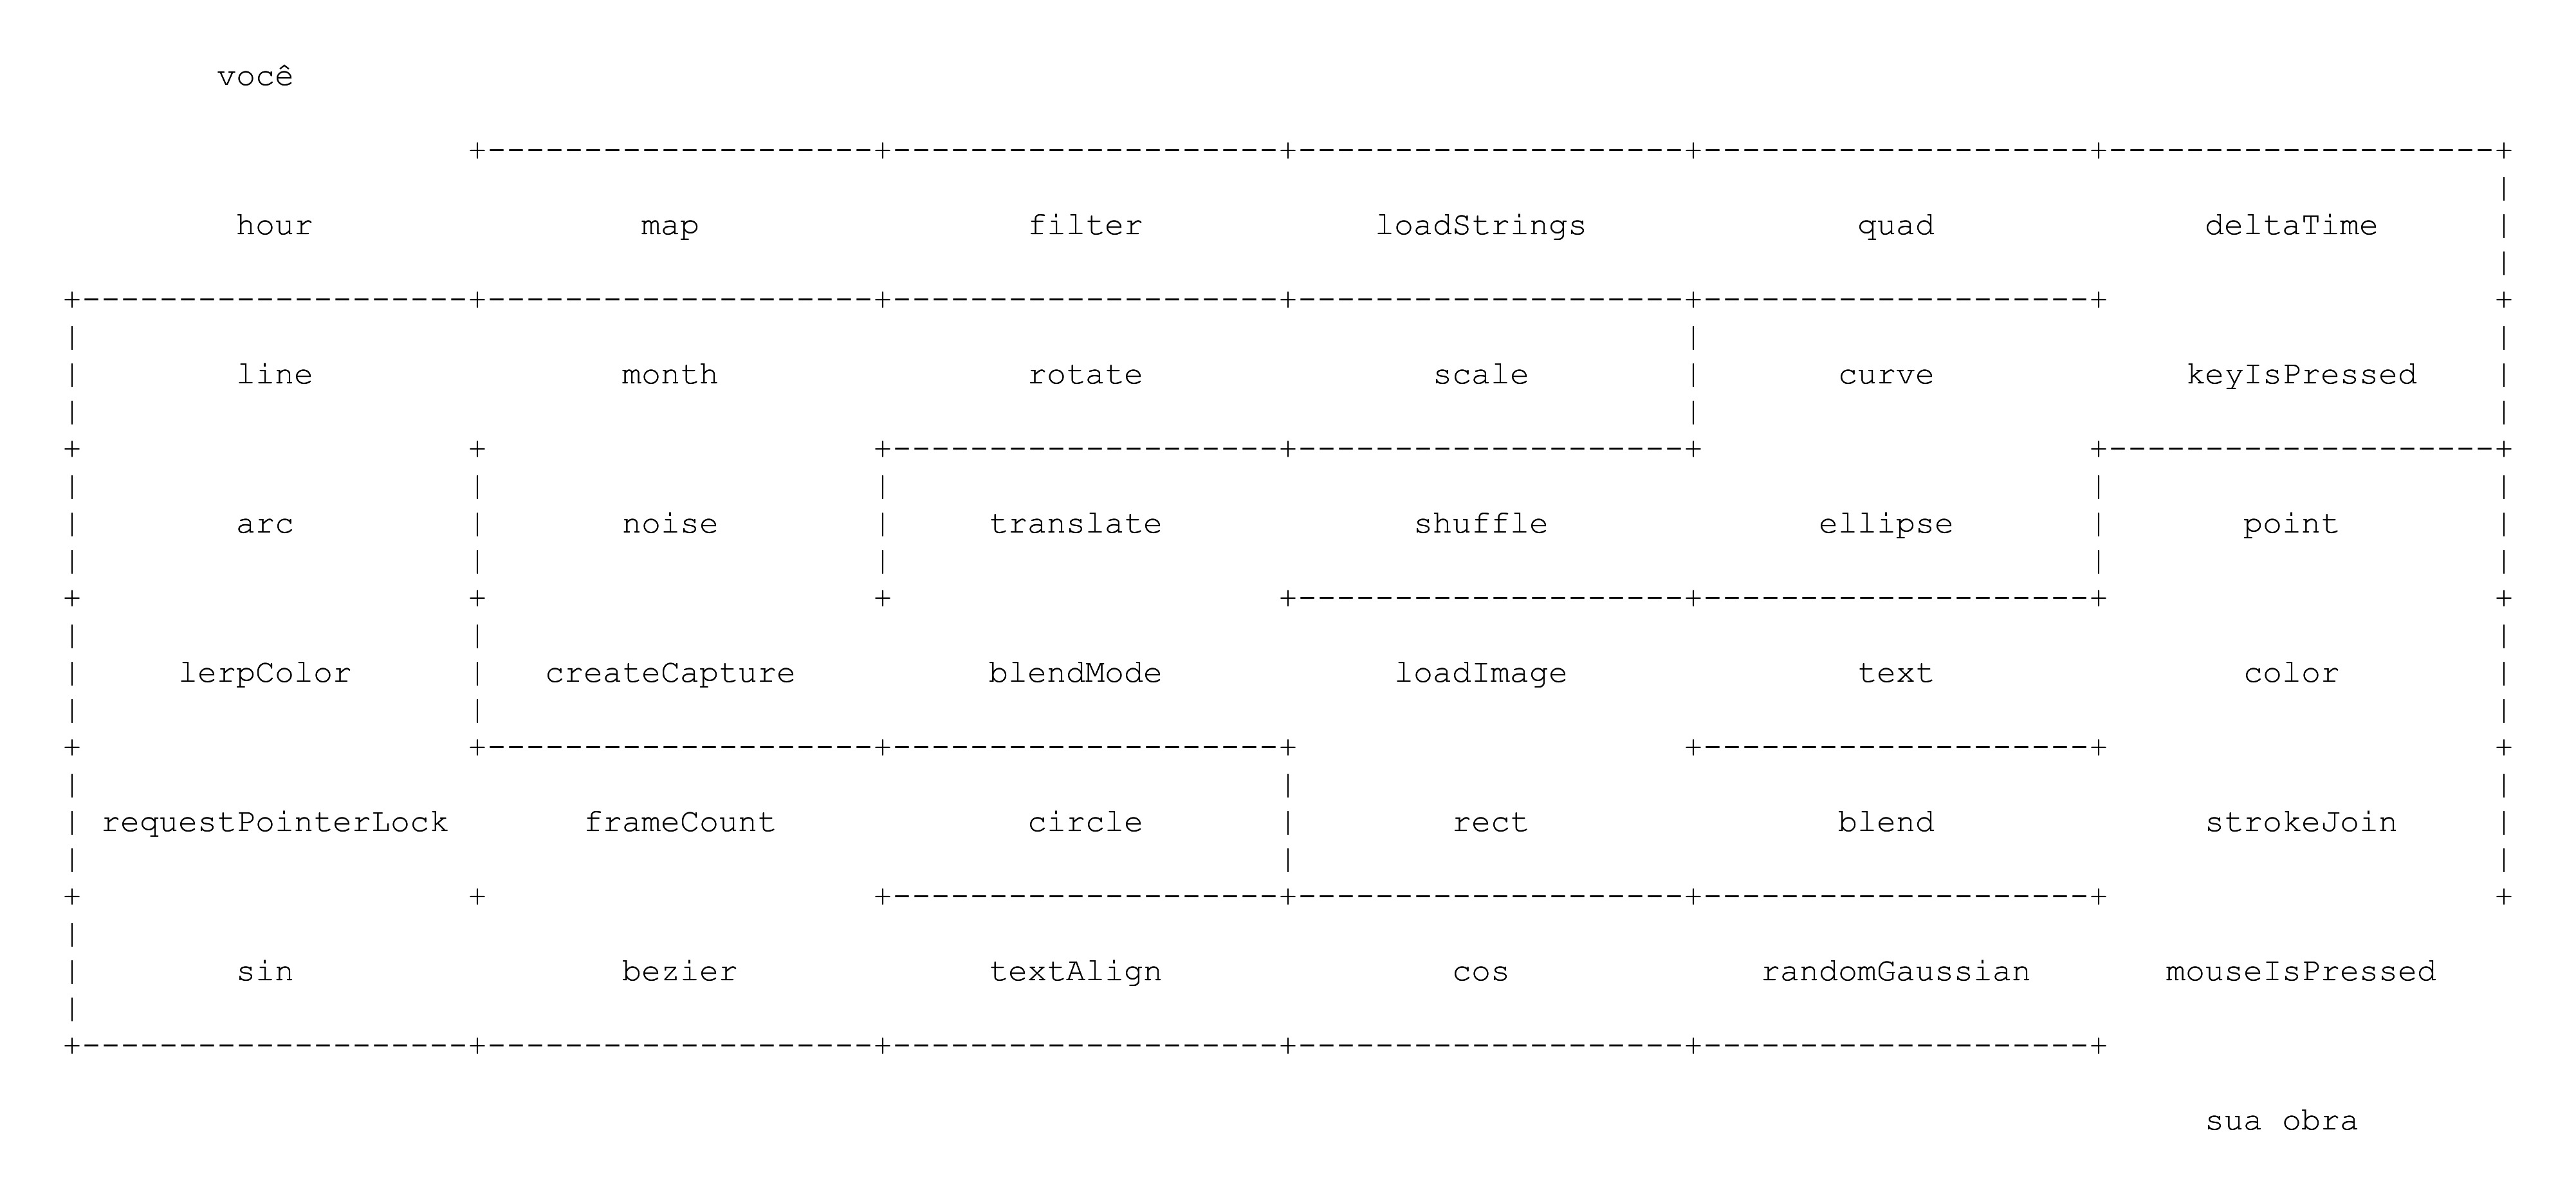 você
hour map filter loadStrings quad deltaTime
line month rotate scale curve keyIsPressed
arc noise translate shuffle ellipse point
lerpColor createCapture blendMode loadImage text color
requestPointerLock frameCount circle rect blend strokeJoin
sin bezier textAlign cos randomGaussian mouseIsPressed
sua obra